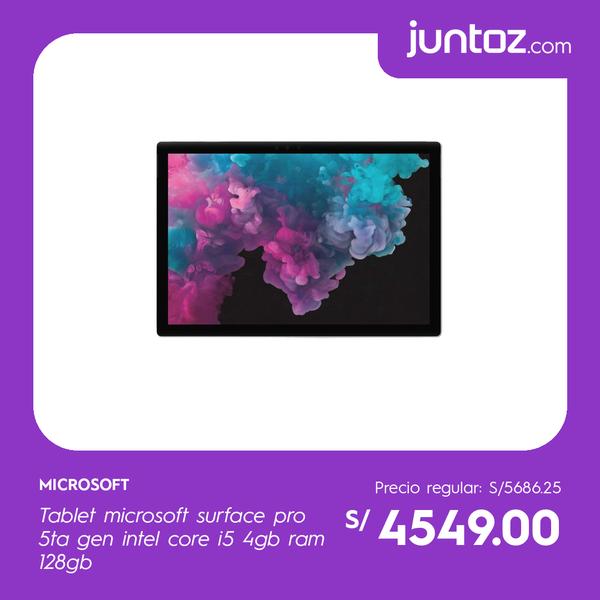 juntoz.com
MICROSOFT
Tablet microsoft surface pro
5ta gen intel core i5 4gb ram
128gb
Precio regular: S/5686.25
S/ 4549.00